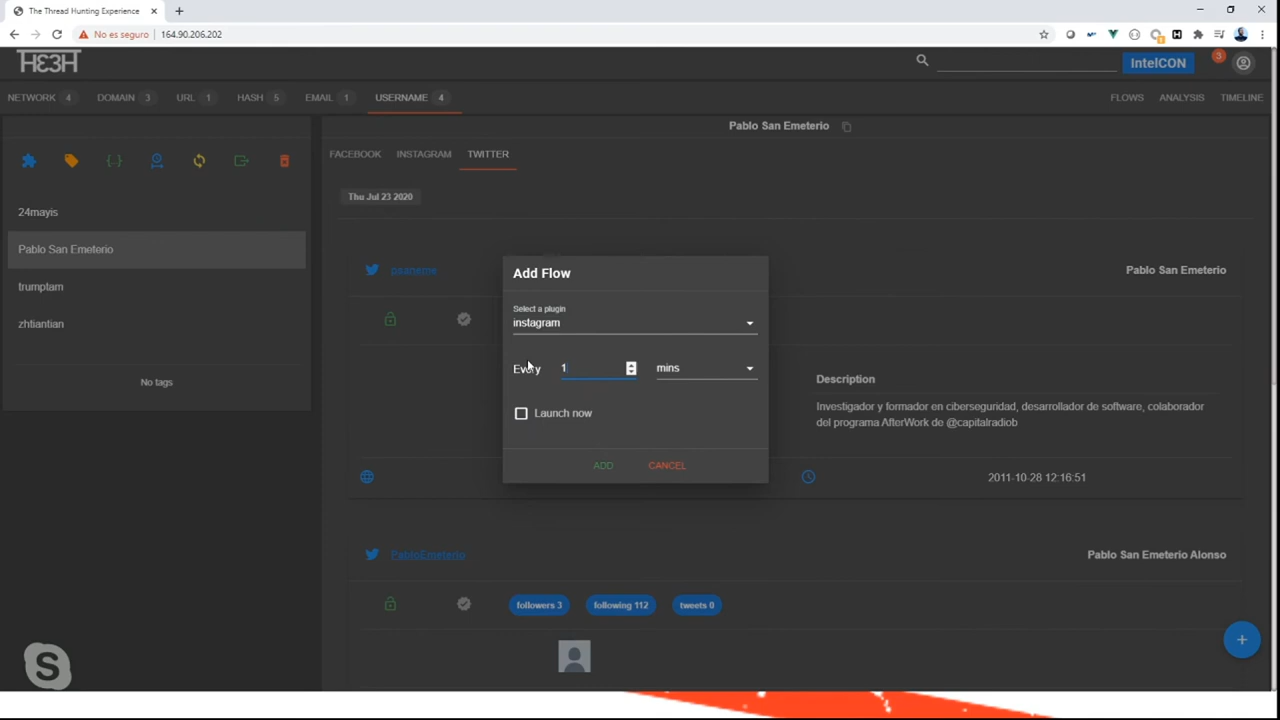 The Thread Hunting Experience
No es seguro 164.90.206.202
HE3H
IntelCON
3
NETWORK 4 DOMAIN 3 URL 1 HASH 5 EMAIL 1 USERNAME 4 FLOWS ANALYSIS TIMELINE
Pablo San Emeterio
FACEBOOK INSTAGRAM TWITTER
Thu Jul 23 2020
24mayis
Pablo San Emeterio
trumptam
zhtiantian
No tags
Pablo San Emeterio
Add Flow
Select a plugin
instagram
Every 1 mins
Launch now
ADD CANCEL
Description
Investigador y formador en ciberseguridad, desarrollador de software, colaborador
del programa AfterWork de @capitalradiob
2011-10-28 12:16:51
PabloEmeterio
Pablo San Emeterio Alonso
followers 3 following 112 tweets 0
S